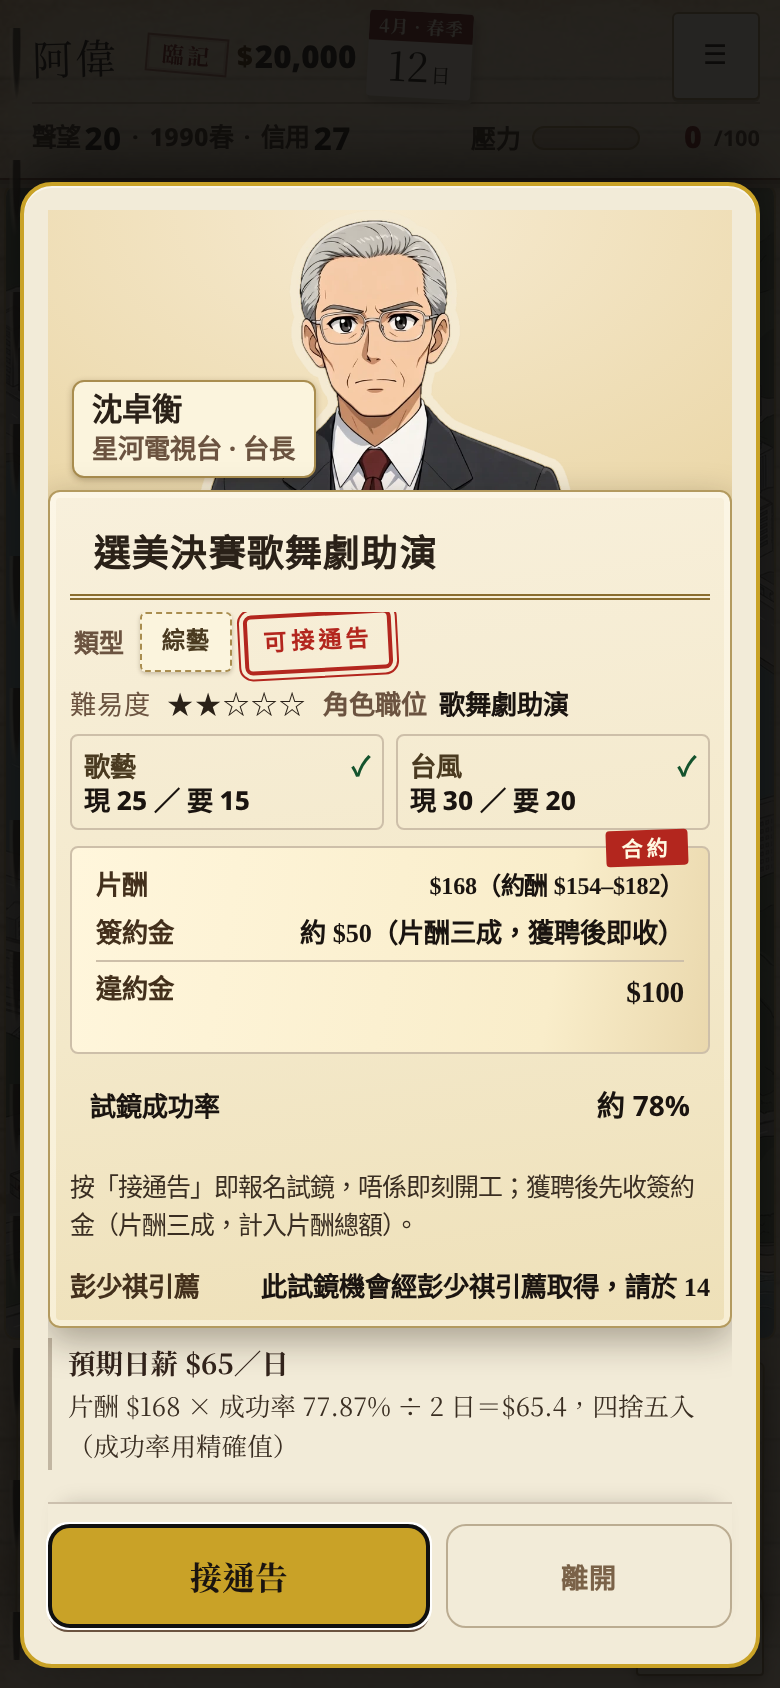 阿偉 臨記 $20,000 4月·春季 12日 ☰
聲望20 · 1990春 · 信用27 壓力 0 /100
沈卓衡
星河電視台 · 台長
選美決賽歌舞劇助演
類型 綜藝 可接通告
難易度 ★★☆☆☆ 角色職位 歌舞劇助演
歌藝 ✓ 台風 ✓
現 25 ／ 要 15 現 30 ／ 要 20
合約
片酬 $168（約酬 $154–$182）
簽約金 約 $50（片酬三成，獲聘後即收）
違約金 $100
試鏡成功率 約 78%
按「接通告」即報名試鏡，唔係即刻開工；獲聘後先收簽約
金（片酬三成，計入片酬總額）。
彭少祺引薦 此試鏡機會經彭少祺引薦取得，請於 14
預期日薪 $65／日
片酬 $168 × 成功率 77.87% ÷ 2 日＝$65.4，四捨五入
（成功率用精確值）
接通告 離開